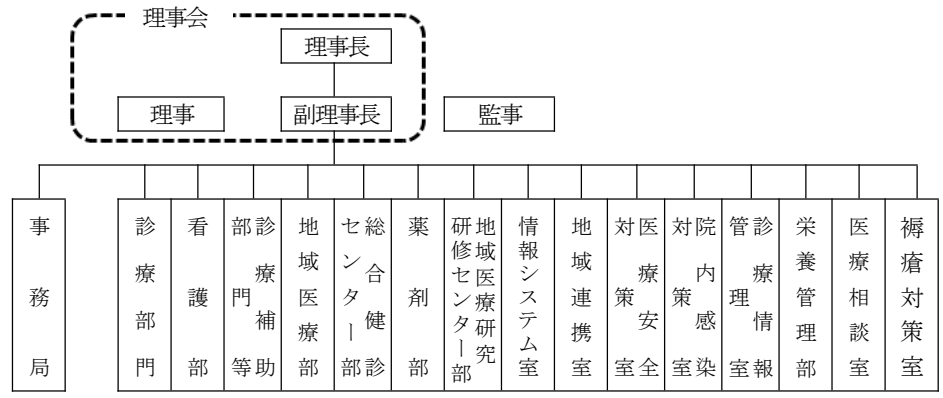 理事会
理事長
理事
副理事長
監事
事務局
診療部門
看護部
診療補助
部門等
地域医療部
総合健診
センター部
薬剤部
地域医療研究
研修センター部
情報システム室
地域連携室
医療安全
対策室
院内感染
対策室
診療情報
管理室
栄養管理部
医療相談室
褥瘡対策室